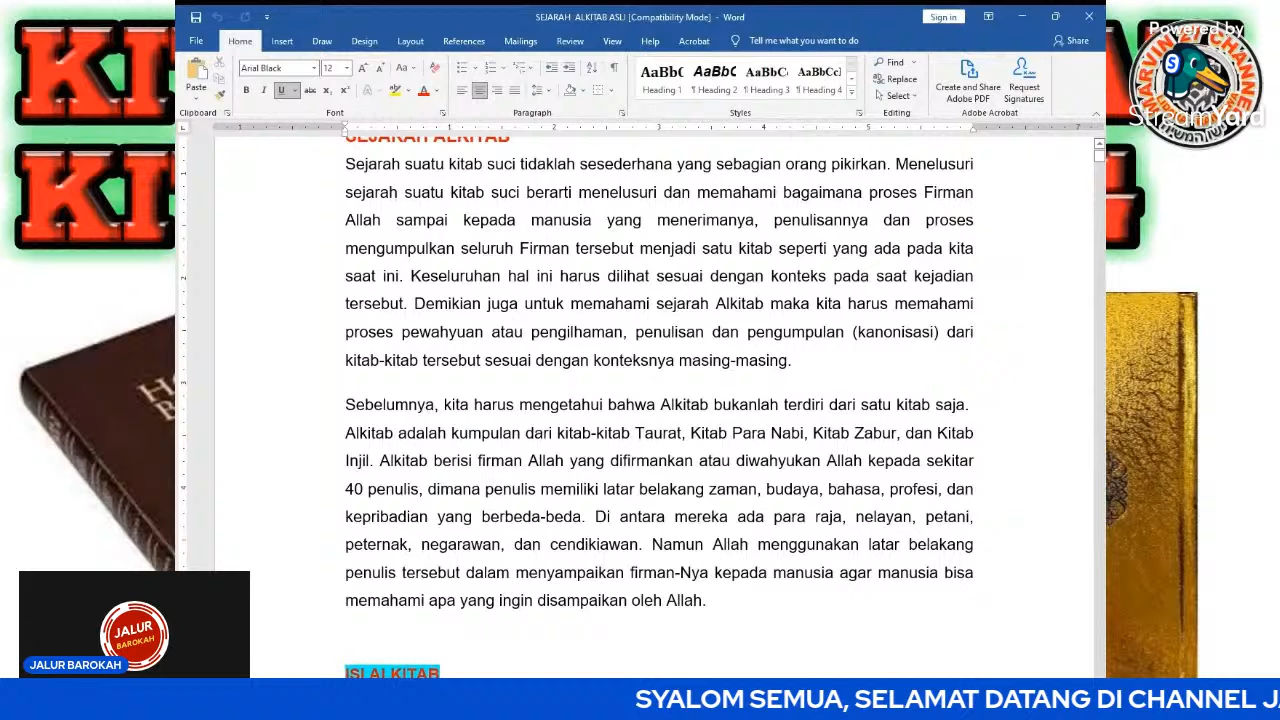 SEJARAH ALKITAB ASLI [Compatibility Mode] - Word
Sign in
File Home Insert Draw Design Layout References Mailings Review View Help Acrobat Tell me what you want to do Share
Paste
Arial Black 12
AaBbC AaBbC AaBbC AaBbCc
Heading 1 ¶ Heading 2 ¶ Heading 3 ¶ Heading 4
Find
Replace
Select
Create and Share Adobe PDF
Request Signatures
Clipboard Font Paragraph Styles Editing Adobe Acrobat
Powered by
StreamYard
SEJARAH ALKITAB
Sejarah suatu kitab suci tidaklah sesederhana yang sebagian orang pikirkan. Menelusuri
sejarah suatu kitab suci berarti menelusuri dan memahami bagaimana proses Firman
Allah sampai kepada manusia yang menerimanya, penulisannya dan proses
mengumpulkan seluruh Firman tersebut menjadi satu kitab seperti yang ada pada kita
saat ini. Keseluruhan hal ini harus dlihat sesuai dengan konteks pada saat kejadian
tersebut. Demikian juga untuk memahami sejarah Alkitab maka kita harus memahami
proses pewahyuan atau pengilhaman, penulisan dan pengumpulan (kanonisasi) dari
kitab-kitab tersebut sesuai dengan konteksnya masing-masing.
Sebelumnya, kita harus mengetahui bahwa Alkitab bukanlah terdiri dari satu kitab saja.
Alkitab adalah kumpulan dari kitab-kitab Taurat, Kitab Para Nabi, Kitab Zabur, dan Kitab
Injil. Alkitab berisi firman Allah yang difirmankan atau diwahyukan Allah kepada sekitar
40 penulis, dimana penulis memiliki latar belakang zaman, budaya, bahasa, profesi, dan
kepribadian yang berbeda-beda. Di antara mereka ada para raja, nelayan, petani,
peternak, negarawan, dan cendikiawan. Namun Allah menggunakan latar belakang
penulis tersebut dalam menyampaikan firman-Nya kepada manusia agar manusia bisa
memahami apa yang ingin disampaikan oleh Allah.
ISI ALKITAB
JALUR
BAROKAH
JALUR BAROKAH
SYALOM SEMUA, SELAMAT DATANG DI CHANNEL JA